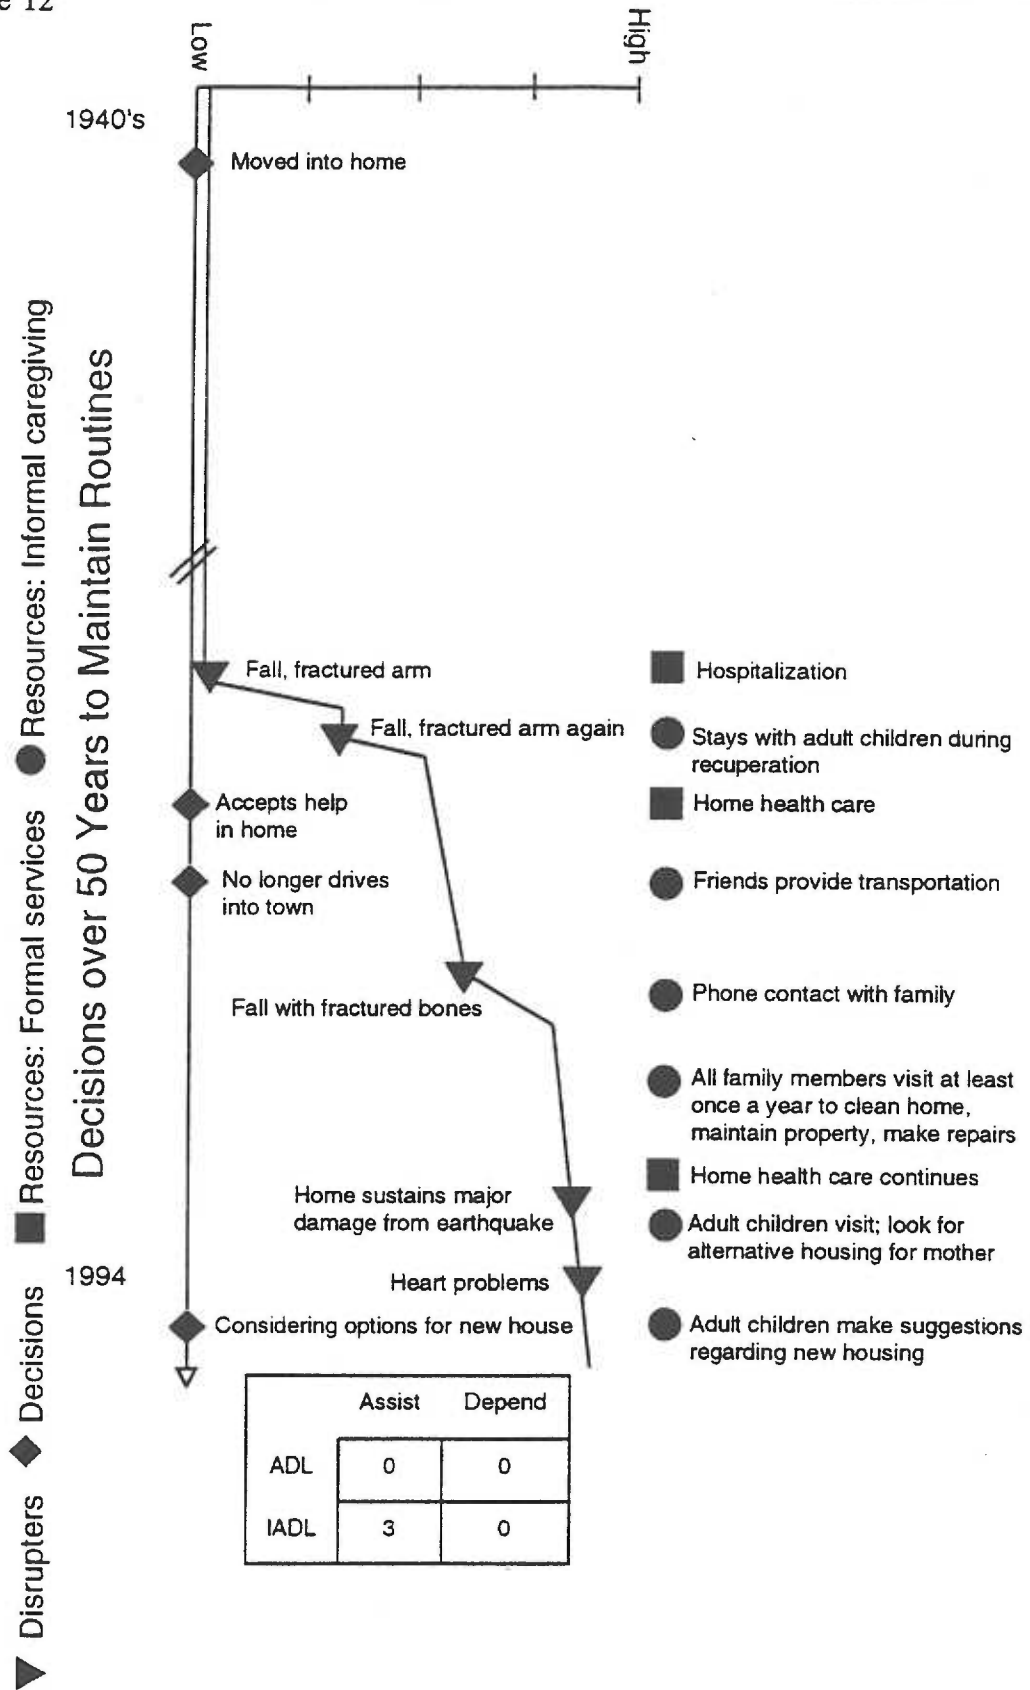 e 12
Low
High
1940's
Moved into home
Fall, fractured arm
Hospitalization
Fall, fractured arm again
Stays with adult children during
recuperation
Accepts help
in home
Home health care
No longer drives
into town
Friends provide transportation
Fall with fractured bones
Phone contact with family
All family members visit at least
once a year to clean home,
maintain property, make repairs
Home health care continues
Home sustains major
damage from earthquake
Adult children visit; look for
alternative housing for mother
1994
Heart problems
Considering options for new house
Adult children make suggestions
regarding new housing
Assist Depend
ADL 0 0
IADL 3 0
Decisions over 50 Years to Maintain Routines
Disrupters Decisions Resources: Formal services Resources: Informal caregiving